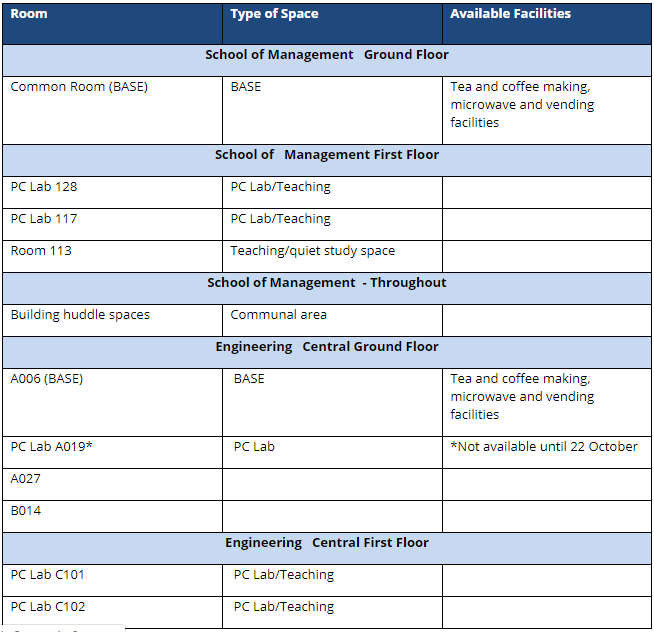 Room Type of Space Available Facilities
School of Management Ground Floor
Common Room (BASE) BASE Tea and coffee making,
microwave and vending
facilities
School of Management First Floor
PC Lab 128 PC Lab/Teaching
PC Lab 117 PC Lab/Teaching
Room 113 Teaching/quiet study space
School of Management - Throughout
Building huddle spaces Communal area
Engineering Central Ground Floor
A006 (BASE) BASE Tea and coffee making,
microwave and vending
facilities
PC Lab A019* PC Lab *Not available until 22 October
A027
B014
Engineering Central First Floor
PC Lab C101 PC Lab/Teaching
PC Lab C102 PC Lab/Teaching